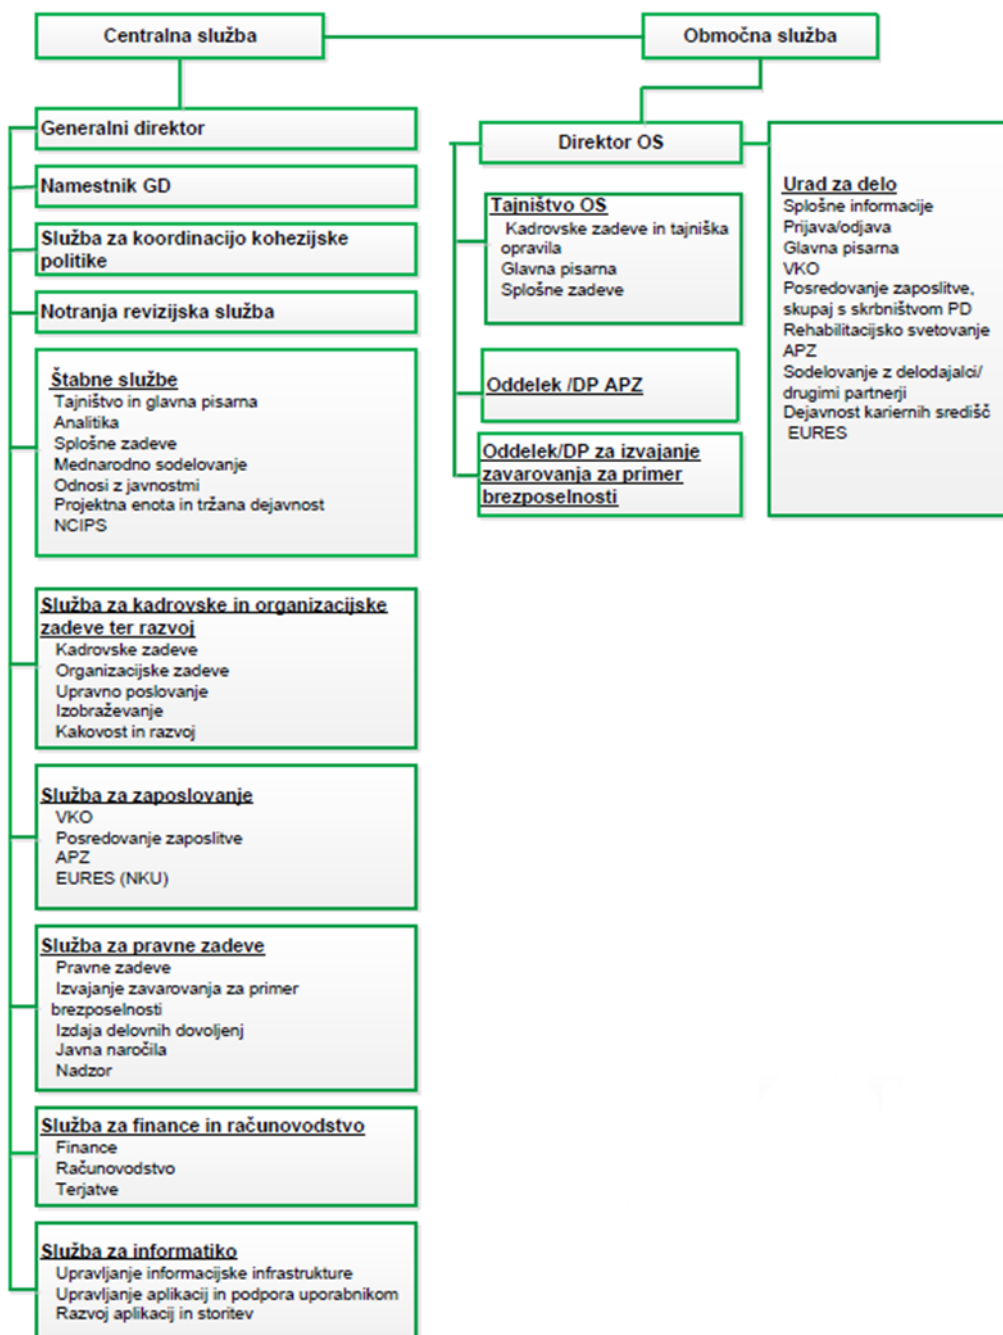 Centralna služba
Območna služba
Generalni direktor
Namestnik GD
Služba za koordinacijo kohezijske
politike
Notranja revizijska služba
Štabne službe
Tajništvo in glavna pisarna
Analitika
Splošne zadeve
Mednarodno sodelovanje
Odnosi z javnostmi
Projektna enota in tržana dejavnost
NCIPS
Služba za kadrovske in organizacijske
zadeve ter razvoj
Kadrovske zadeve
Organizacijske zadeve
Upravno poslovanje
Izobraževanje
Kakovost in razvoj
Služba za zaposlovanje
VKO
Posredovanje zaposlitve
APZ
EURES (NKU)
Služba za pravne zadeve
Pravne zadeve
Izvajanje zavarovanja za primer
brezposelnosti
Izdaja delovnih dovoljenj
Javna naročila
Nadzor
Služba za finance in računovodstvo
Finance
Računovodstvo
Terjatve
Služba za informatiko
Upravljanje informacijske infrastrukture
Upravljanje aplikacij in podpora uporabnikom
Razvoj aplikacij in storitev
Direktor OS
Tajništvo OS
Kadrovske zadeve in tajniška
opravila
Glavna pisarna
Splošne zadeve
Oddelek /DP APZ
Oddelek/DP za izvajanje
zavarovanja za primer
brezposelnosti
Urad za delo
Splošne informacije
Prijava/odjava
Glavna pisarna
VKO
Posredovanje zaposlitve,
skupaj s skrbništvom PD
Rehabilitacijsko svetovanje
APZ
Sodelovanje z delodajalci/
drugimi partnerji
Dejavnost kariernih središč
EURES